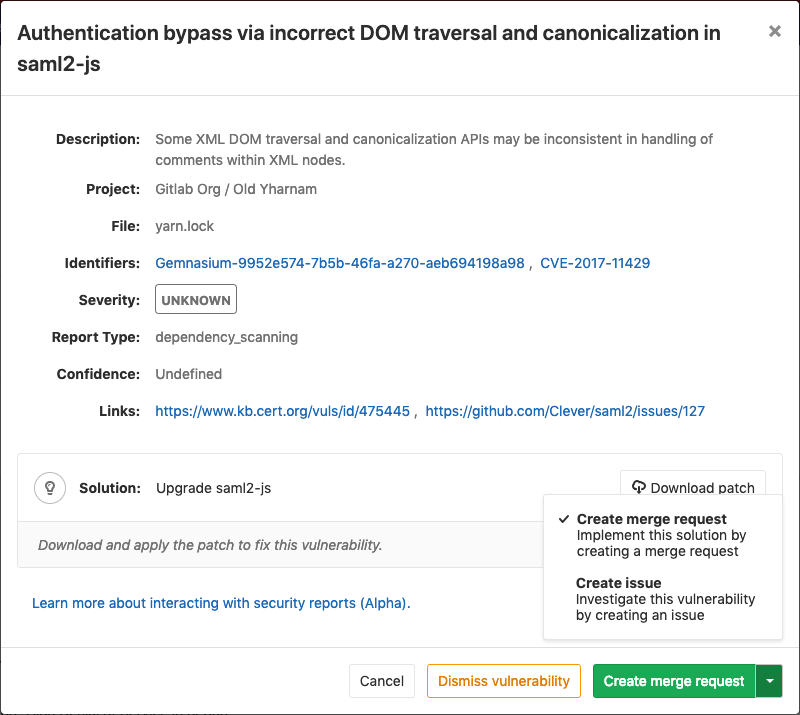 Authentication bypass via incorrect DOM traversal and canonicalization in
saml2-js
×
Description: Some XML DOM traversal and canonicalization APIs may be inconsistent in handling of
comments within XML nodes.
Project: Gitlab Org / Old Yharnam
File: yarn.lock
Identifiers: Gemnasium-9952e574-7b5b-46fa-a270-aeb694198a98 , CVE-2017-11429
Severity: UNKNOWN
Report Type: dependency_scanning
Confidence: Undefined
Links: https://www.kb.cert.org/vuls/id/475445 , https://github.com/Clever/saml2/issues/127
Solution: Upgrade saml2-js
Download patch
Download and apply the patch to fix this vulnerability.
✓ Create merge request
Implement this solution by
creating a merge request
Create issue
Investigate this vulnerability
by creating an issue
Learn more about interacting with security reports (Alpha).
Cancel
Dismiss vulnerability
Create merge request